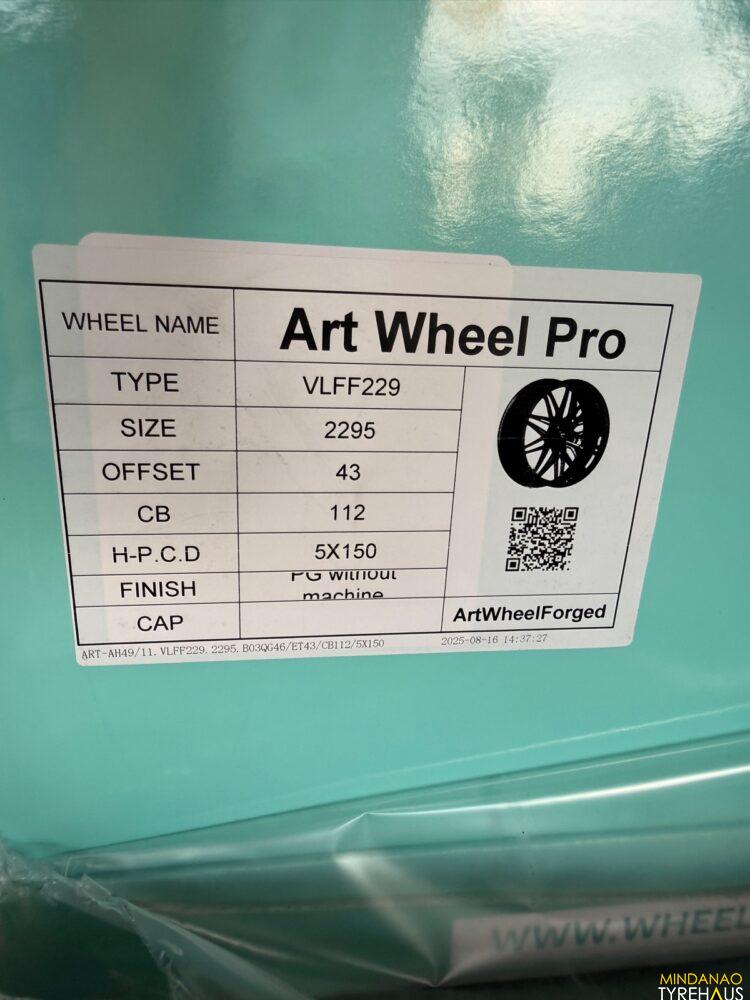 WHEEL NAME Art Wheel Pro
TYPE VLFF229
SIZE 2295
OFFSET 43
CB 112
H-P.C.D 5X150
FINISH PG without
machine
CAP
ArtWheelForged
ART-AH49/11. VLFF229. 2295. B03QG46/ET43/CB112/5X150 2025-08-16 14:37:27
WWW.WHEEL
MINDANAO
TYREHAUS